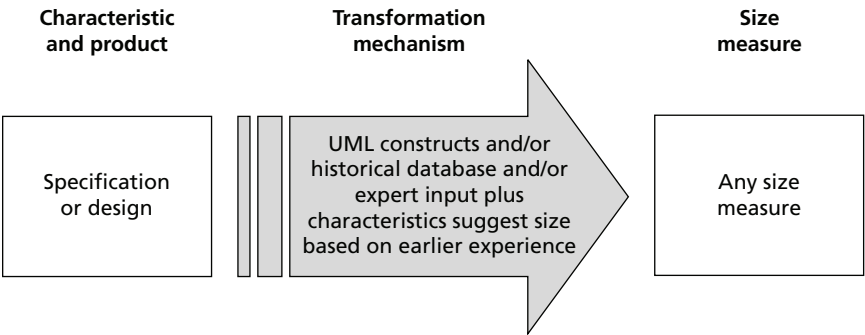 Characteristic
and product
Transformation
mechanism
Size
measure
Specification
or design
UML constructs and/or
historical database and/or
expert input plus
characteristics suggest size
based on earlier experience
Any size
measure